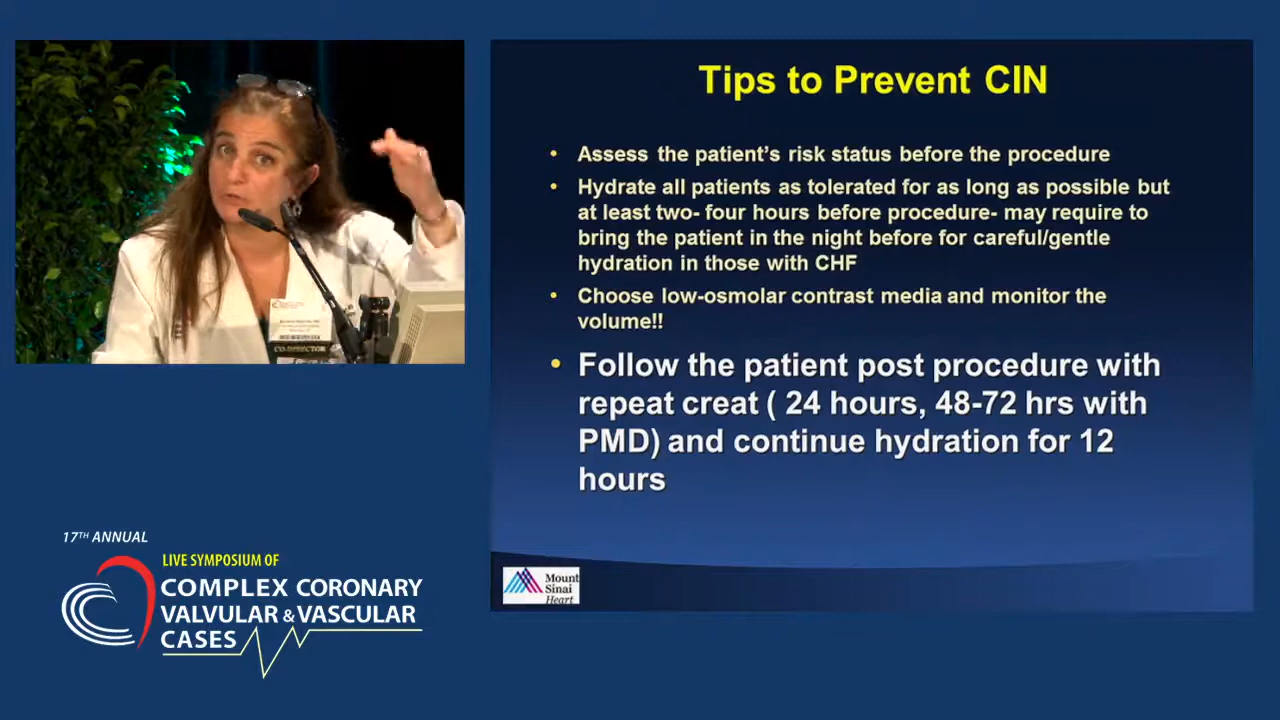 Tips to Prevent CIN
• Assess the patient's risk status before the procedure
• Hydrate all patients as tolerated for as long as possible but
at least two- four hours before procedure- may require to
bring the patient in the night before for careful/gentle
hydration in those with CHF
• Choose low-osmolar contrast media and monitor the
volume!!
• Follow the patient post procedure with
repeat creat ( 24 hours, 48-72 hrs with
PMD) and continue hydration for 12
hours
Mount
Sinai
Heart
CO-DIRECTOR
17TH ANNUAL
LIVE SYMPOSIUM OF
COMPLEX CORONARY
VALVULAR & VASCULAR
CASES